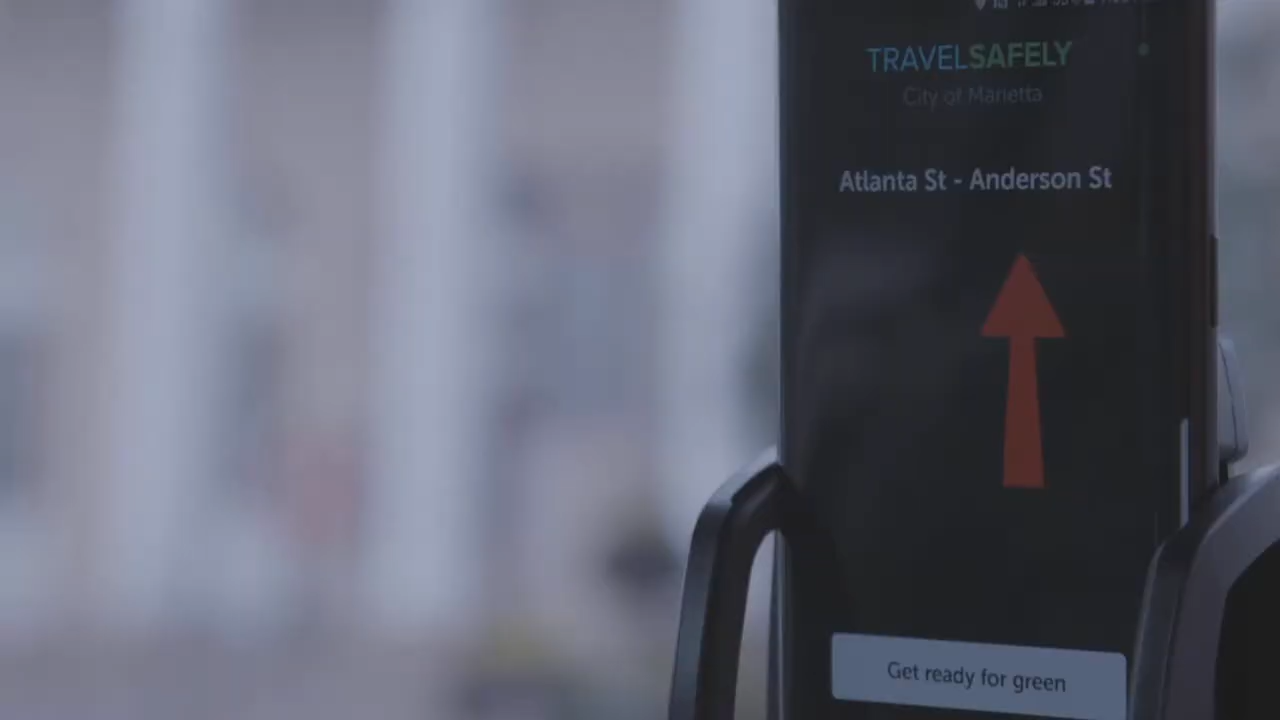 TRAVELSAFELY
City of Marietta
Atlanta St - Anderson St
Get ready for green